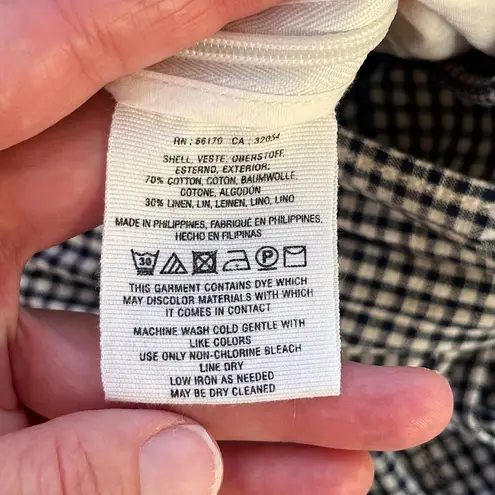 RN : 56170 CA : 32054
SHELL, VESTE, OBERSTOFF,
ESTERNO, EXTERIOR:
70% COTTON, COTON, BAUMWOLLE,
COTONE, ALGODÓN
30% LINEN, LIN, LEINEN, LINO, LINO
MADE IN PHILIPPINES, FABRIQUÉ EN PHILIPPINES,
HECHO EN FILIPINAS
30 P
THIS GARMENT CONTAINS DYE WHICH
MAY DISCOLOR MATERIALS WITH WHICH
IT COMES IN CONTACT
MACHINE WASH COLD GENTLE WITH
LIKE COLORS
USE ONLY NON-CHLORINE BLEACH
LINE DRY
LOW IRON AS NEEDED
MAY BE DRY CLEANED